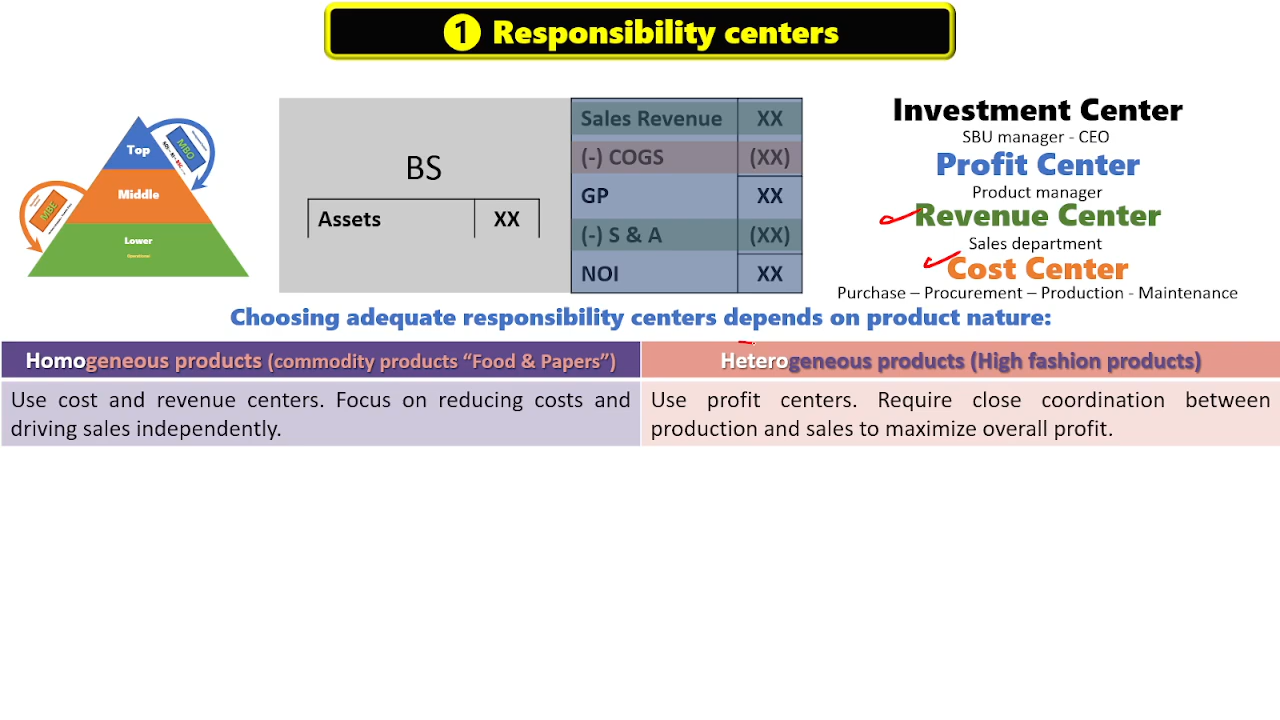 ❶ Responsibility centers
Top
MBO
Middle
MBE
Lower
Operational
BS
Assets XX
Sales Revenue XX
(-) COGS (XX)
GP XX
(-) S & A (XX)
NOI XX
Investment Center
SBU manager - CEO
Profit Center
Product manager
Revenue Center
Sales department
Cost Center
Purchase – Procurement – Production - Maintenance
Choosing adequate responsibility centers depends on product nature:
Homogeneous products (commodity products “Food & Papers”)
Use cost and revenue centers. Focus on reducing costs and
driving sales independently.
Heterogeneous products (High fashion products)
Use profit centers. Require close coordination between
production and sales to maximize overall profit.